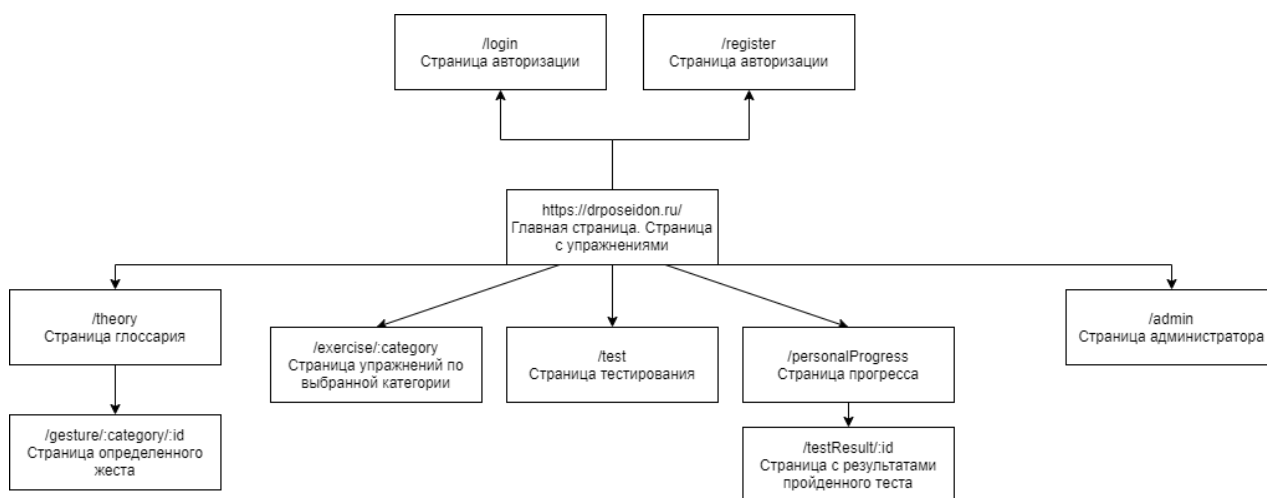 /login
Страница авторизации
/register
Страница авторизации
https://drposeidon.ru/
Главная страница. Страница
с упражнениями
/theory
Страница глоссария
/exercise/:category
Страница упражнений по
выбранной категории
/test
Страница тестирования
/personalProgress
Страница прогресса
/admin
Страница администратора
/gesture/:category/:id
Страница определенного
жеста
/testResult/:id
Страница с результатами
пройденного теста